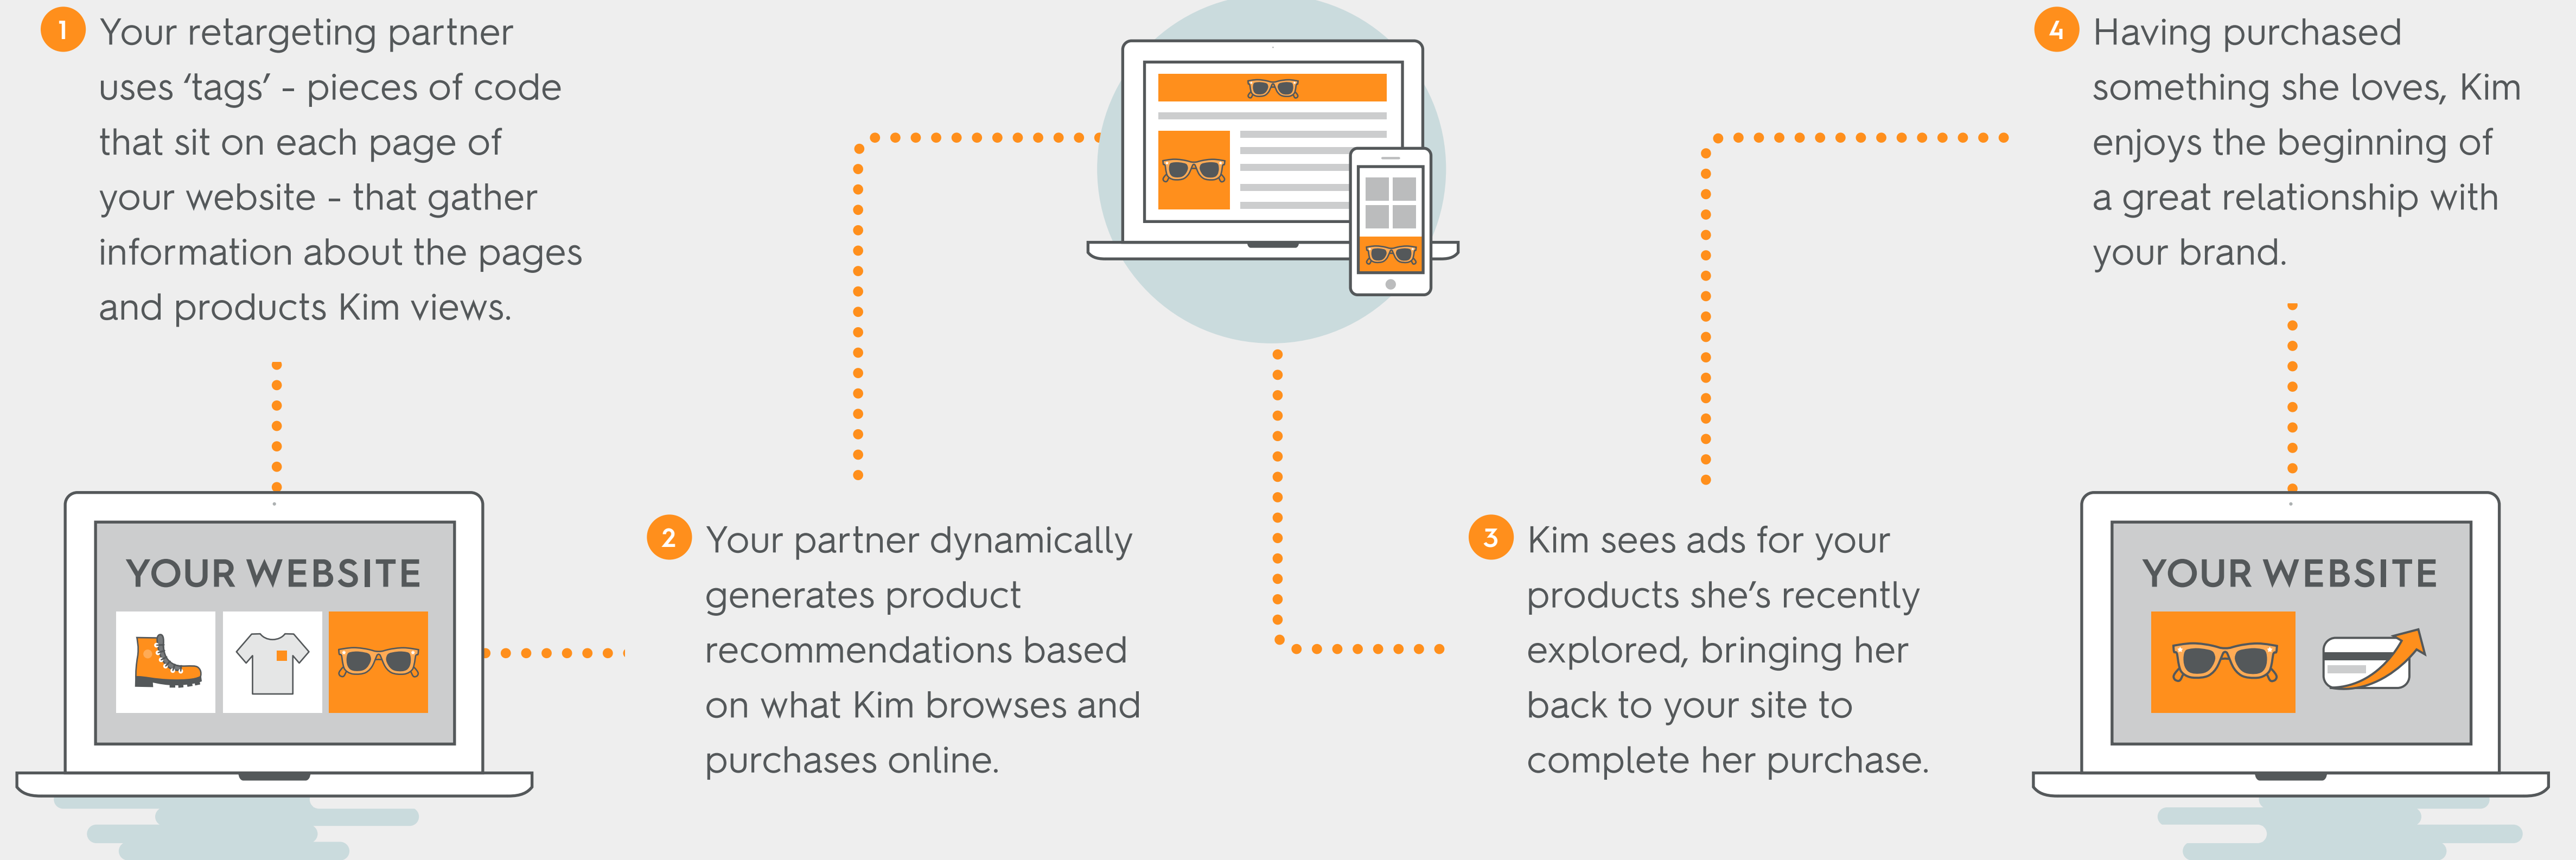 1 Your retargeting partner
uses ‘tags’ - pieces of code
that sit on each page of
your website - that gather
information about the pages
and products Kim views.
YOUR WEBSITE
2 Your partner dynamically
generates product
recommendations based
on what Kim browses and
purchases online.
3 Kim sees ads for your
products she’s recently
explored, bringing her
back to your site to
complete her purchase.
4 Having purchased
something she loves, Kim
enjoys the beginning of
a great relationship with
your brand.
YOUR WEBSITE